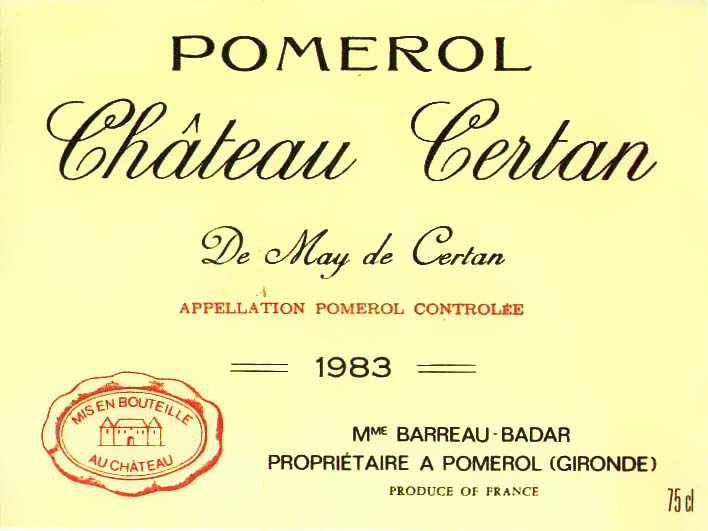 POMEROL
Château Certan
De May de Certan
APPELLATION POMEROL CONTROLÉE
1983
MIS EN BOUTEILLE
AU CHÂTEAU
MME BARREAU-BADAR
PROPRIÉTAIRE A POMEROL (GIRONDE)
PRODUCE OF FRANCE
75 cl